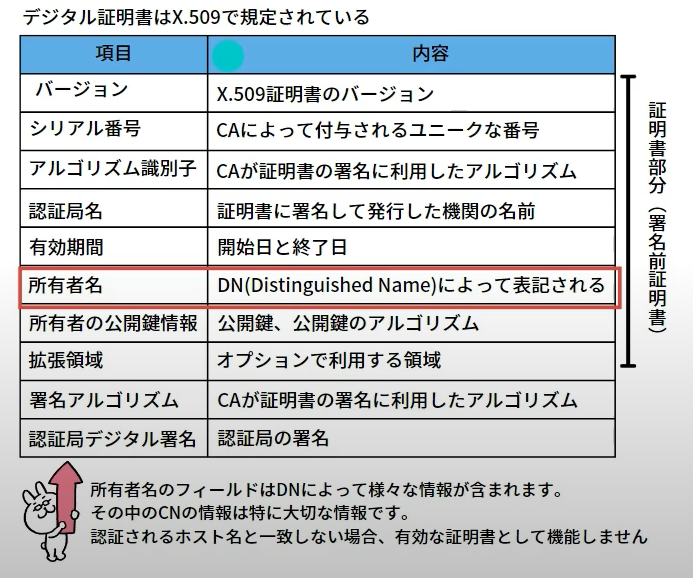 デジタル証明書はX.509で規定されている
項目 内容
バージョン X.509証明書のバージョン
シリアル番号 CAによって付与されるユニークな番号
アルゴリズム識別子 CAが証明書の署名に利用したアルゴリズム
認証局名 証明書に署名して発行した機関の名前
有効期間 開始日と終了日
所有者名 DN(Distinguished Name)によって表記される
所有者の公開鍵情報 公開鍵、公開鍵のアルゴリズム
拡張領域 オプションで利用する領域
署名アルゴリズム CAが証明書の署名に利用したアルゴリズム
認証局デジタル署名 認証局の署名
証明書部分（署名前証明書）
所有者名のフィールドはDNによって様々な情報が含まれます。
その中のCNの情報は特に大切な情報です。
認証されるホスト名と一致しない場合、有効な証明書として機能しません